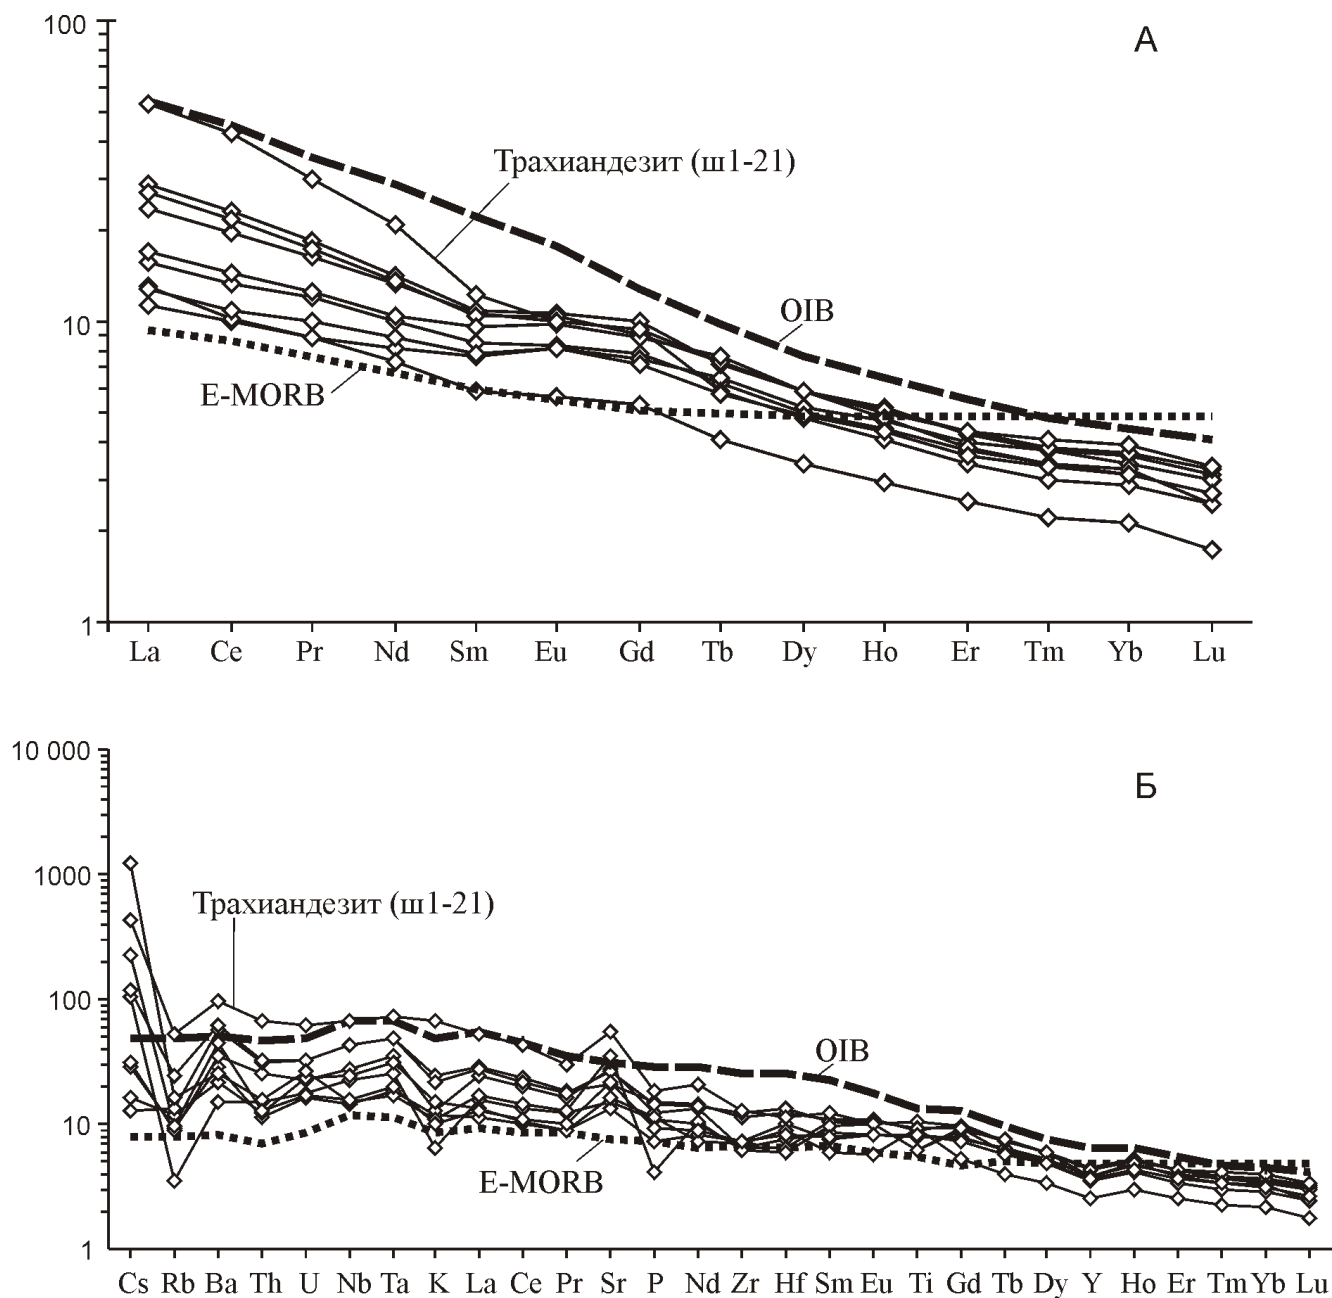 100
А
Трахиандезит (ш1-21)
OIB
10
E-MORB
1
La Ce Pr Nd Sm Eu Gd Tb Dy Ho Er Tm Yb Lu
10 000
Б
1000
Трахиандезит (ш1-21)
100
OIB
10
E-MORB
1
Cs Rb Ba Th U Nb Ta K La Ce Pr Sr P Nd Zr Hf Sm Eu Ti Gd Tb Dy Y Ho Er Tm Yb Lu